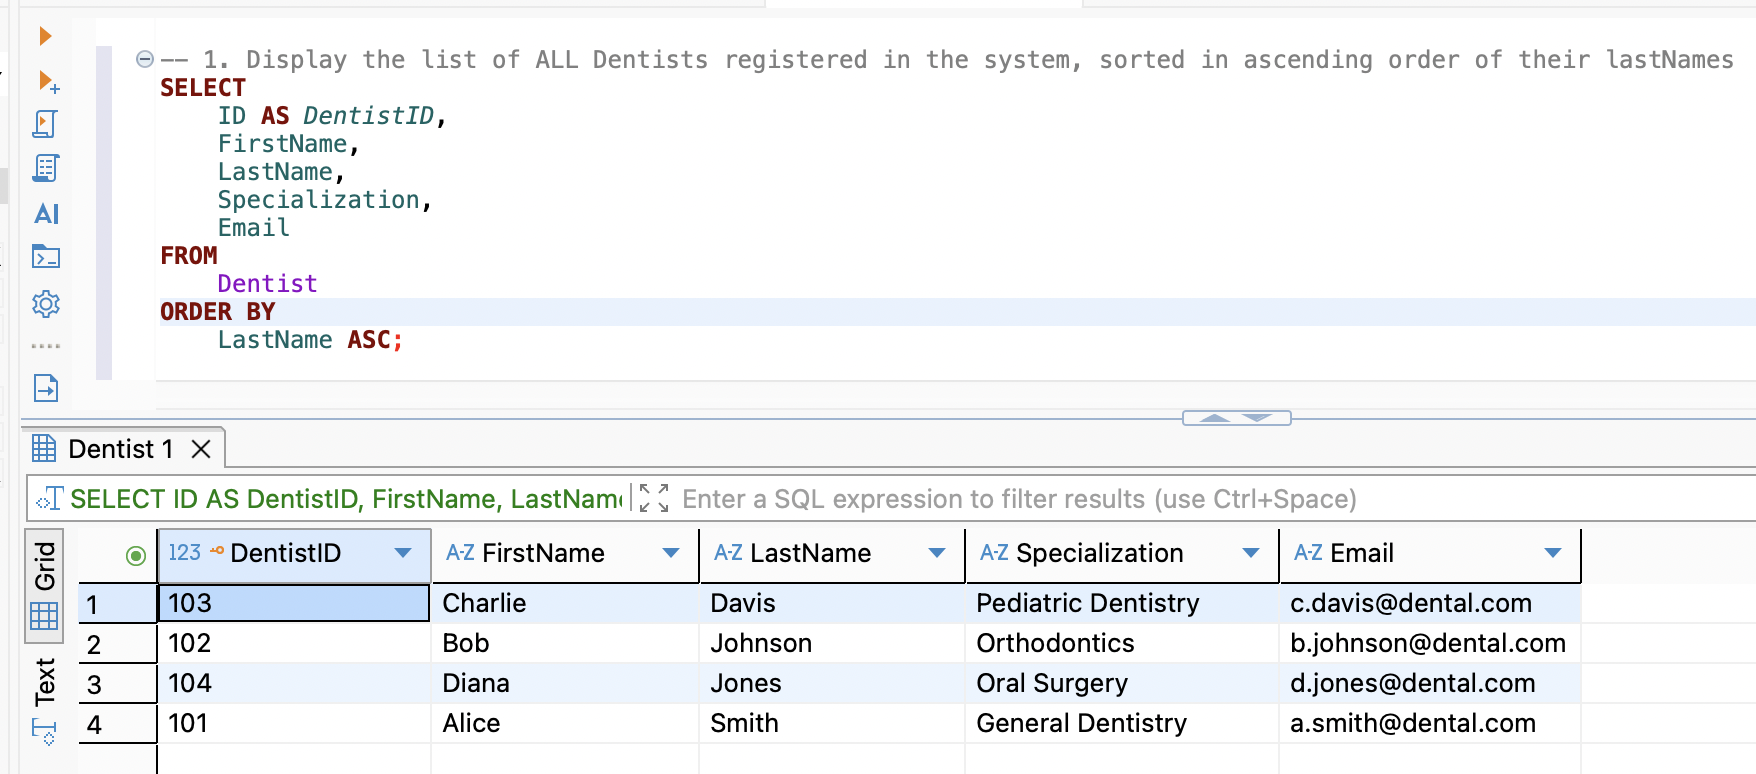 -- 1. Display the list of ALL Dentists registered in the system, sorted in ascending order of their lastNames
SELECT
ID AS DentistID,
FirstName,
LastName,
Specialization,
Email
FROM
Dentist
ORDER BY
LastName ASC;
AI
Dentist 1
SELECT ID AS DentistID, FirstName, LastName Enter a SQL expression to filter results (use Ctrl+Space)
Grid
Text
123 DentistID A-Z FirstName A-Z LastName A-Z Specialization A-Z Email
1 103 Charlie Davis Pediatric Dentistry c.davis@dental.com
2 102 Bob Johnson Orthodontics b.johnson@dental.com
3 104 Diana Jones Oral Surgery d.jones@dental.com
4 101 Alice Smith General Dentistry a.smith@dental.com